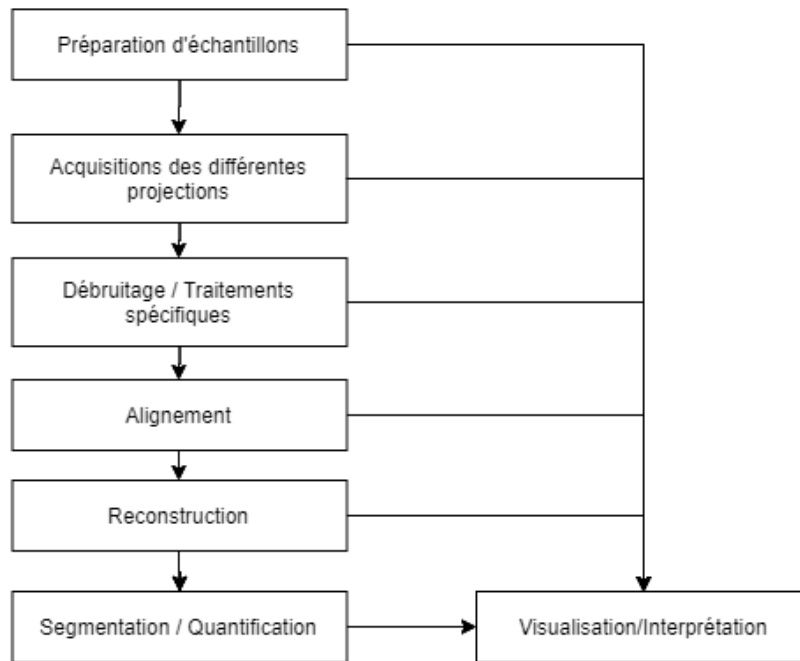 Préparation d'échantillons
Acquisitions des différentes
projections
Débruitage / Traitements
spécifiques
Alignement
Reconstruction
Segmentation / Quantification
Visualisation/Interprétation